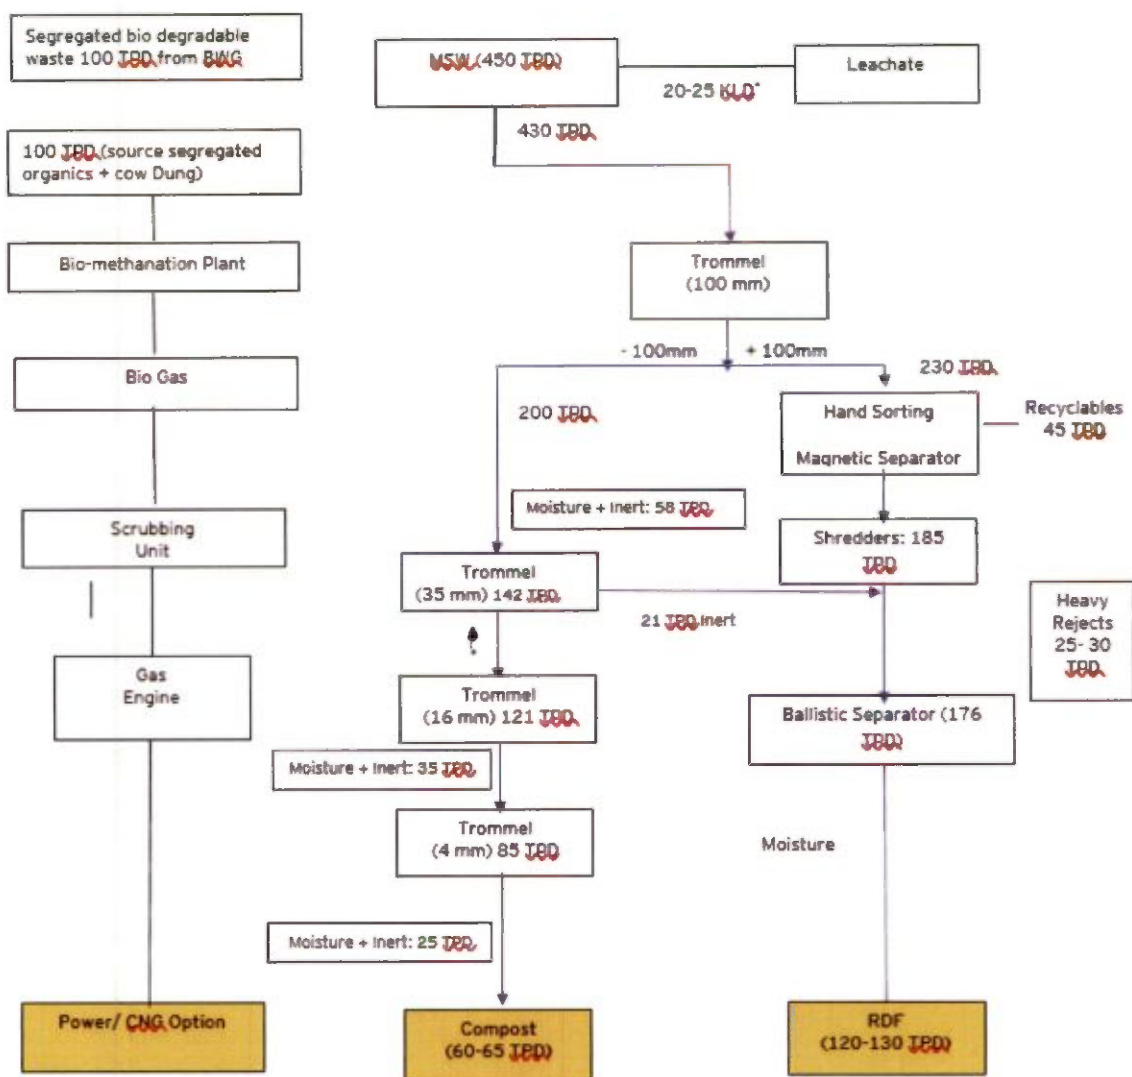 Segregated bio degradable
waste 100 TPD from BWG
100 TPD (source segregated
organics + cow Dung)
Bio-methanation Plant
Bio Gas
Scrubbing
Unit
Gas
Engine
Power/ CNG Option
MSW (450 TPD)
20-25 KLD*
Leachate
430 TPD
Trommel
(100 mm)
- 100mm
+ 100mm
200 TPD
230 TPD
Hand Sorting
Magnetic Separator
Recyclables
45 TPD
Moisture + Inert: 58 TPD
Shredders: 185
TPD
Trommel
(35 mm) 142 TPD
21 TPD Inert
Heavy
Rejects
25- 30
TPD
Trommel
(16 mm) 121 TPD
Ballistic Separator (176
TPD)
Moisture + Inert: 35 TPD
Trommel
(4 mm) 85 TPD
Moisture
Moisture + Inert: 25 TPD
Compost
(60-65 TPD)
RDF
(120-130 TPD)